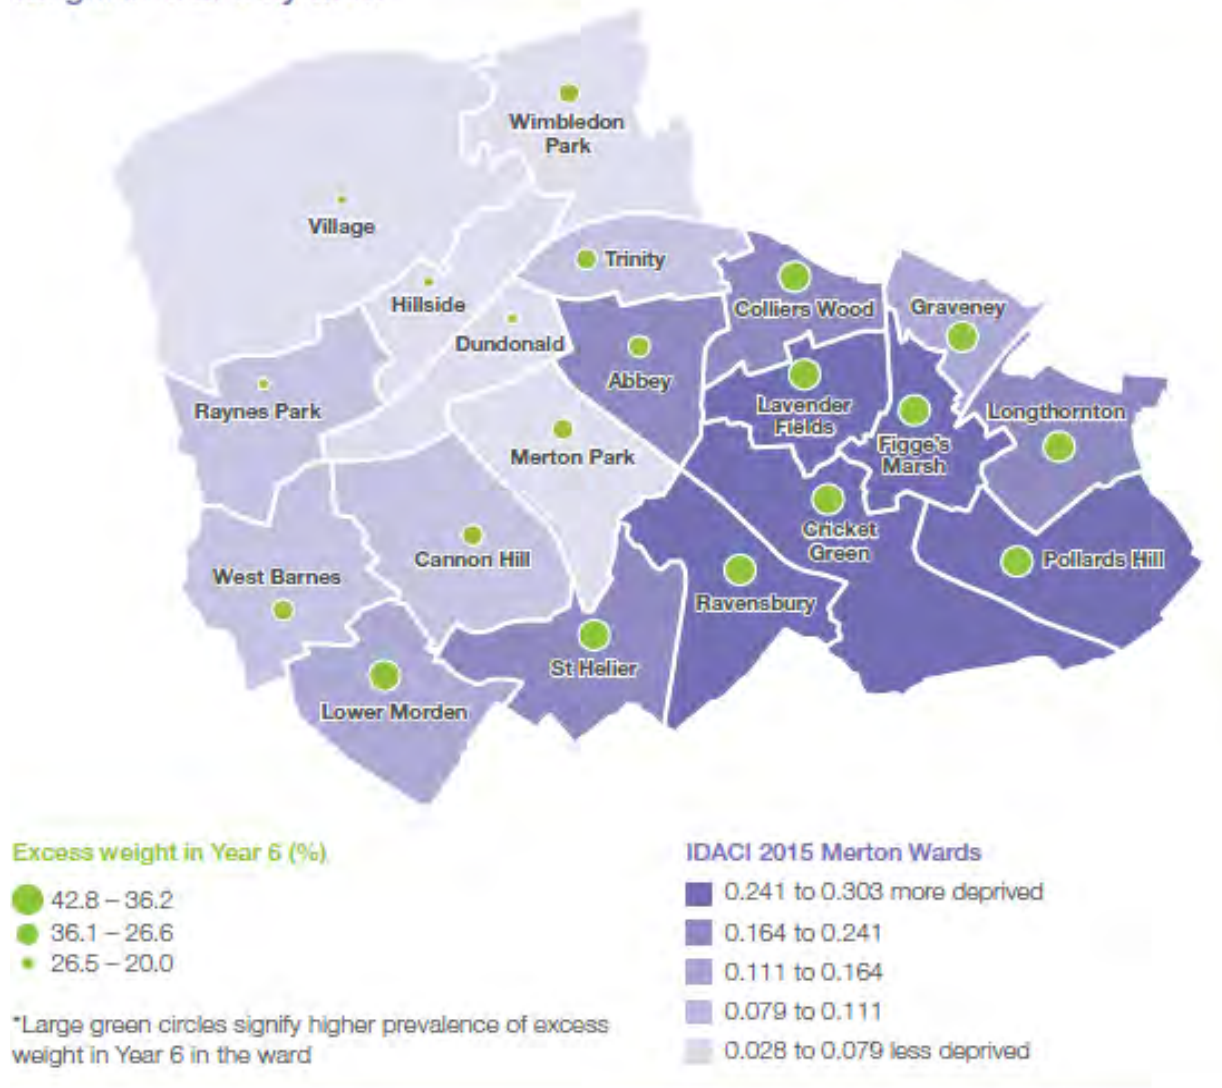 Wimbledon
Park
Village
Trinity
Hillside
Colliers Wood
Graveney
Dundonald
Abbey
Raynes Park
Lavender
Fields
Longthornton
Merton Park
Figge's
Marsh
Cricket
Green
Cannon Hill
Pollards Hill
West Barnes
Ravensbury
St Helier
Lower Morden
Excess weight in Year 6 (%)
42.8 – 36.2
36.1 – 26.6
26.5 – 20.0
*Large green circles signify higher prevalence of excess
weight in Year 6 in the ward
IDACI 2015 Merton Wards
0.241 to 0.303 more deprived
0.164 to 0.241
0.111 to 0.164
0.079 to 0.111
0.028 to 0.079 less deprived